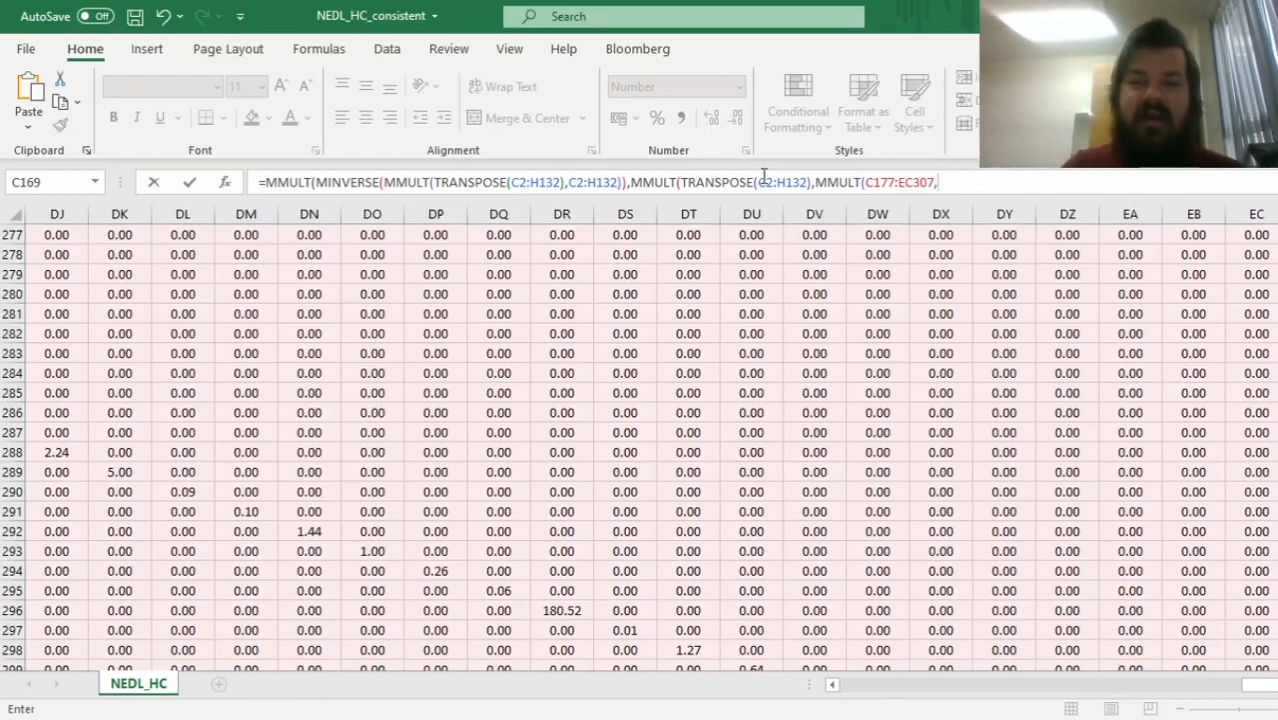 AutoSave Off NEDL_HC_consistent Search
File Home Insert Page Layout Formulas Data Review View Help Bloomberg
Paste 11 Wrap Text Merge & Center Number Conditional Formatting Format as Table Cell Styles
Clipboard Font Alignment Number Styles
C169 =MMULT(MINVERSE(MMULT(TRANSPOSE(C2:H132),C2:H132)),MMULT(TRANSPOSE(C2:H132),MMULT(C177:EC307,
DJ DK DL DM DN DO DP DQ DR DS DT DU DV DW DX DY DZ EA EB EC
277 0.00 0.00 0.00 0.00 0.00 0.00 0.00 0.00 0.00 0.00 0.00 0.00 0.00 0.00 0.00 0.00 0.00 0.00 0.00 0.00
278 0.00 0.00 0.00 0.00 0.00 0.00 0.00 0.00 0.00 0.00 0.00 0.00 0.00 0.00 0.00 0.00 0.00 0.00 0.00 0.00
279 0.00 0.00 0.00 0.00 0.00 0.00 0.00 0.00 0.00 0.00 0.00 0.00 0.00 0.00 0.00 0.00 0.00 0.00 0.00 0.00
280 0.00 0.00 0.00 0.00 0.00 0.00 0.00 0.00 0.00 0.00 0.00 0.00 0.00 0.00 0.00 0.00 0.00 0.00 0.00 0.00
281 0.00 0.00 0.00 0.00 0.00 0.00 0.00 0.00 0.00 0.00 0.00 0.00 0.00 0.00 0.00 0.00 0.00 0.00 0.00 0.00
282 0.00 0.00 0.00 0.00 0.00 0.00 0.00 0.00 0.00 0.00 0.00 0.00 0.00 0.00 0.00 0.00 0.00 0.00 0.00 0.00
283 0.00 0.00 0.00 0.00 0.00 0.00 0.00 0.00 0.00 0.00 0.00 0.00 0.00 0.00 0.00 0.00 0.00 0.00 0.00 0.00
284 0.00 0.00 0.00 0.00 0.00 0.00 0.00 0.00 0.00 0.00 0.00 0.00 0.00 0.00 0.00 0.00 0.00 0.00 0.00 0.00
285 0.00 0.00 0.00 0.00 0.00 0.00 0.00 0.00 0.00 0.00 0.00 0.00 0.00 0.00 0.00 0.00 0.00 0.00 0.00 0.00
286 0.00 0.00 0.00 0.00 0.00 0.00 0.00 0.00 0.00 0.00 0.00 0.00 0.00 0.00 0.00 0.00 0.00 0.00 0.00 0.00
287 0.00 0.00 0.00 0.00 0.00 0.00 0.00 0.00 0.00 0.00 0.00 0.00 0.00 0.00 0.00 0.00 0.00 0.00 0.00 0.00
288 2.24 0.00 0.00 0.00 0.00 0.00 0.00 0.00 0.00 0.00 0.00 0.00 0.00 0.00 0.00 0.00 0.00 0.00 0.00 0.00
289 0.00 5.00 0.00 0.00 0.00 0.00 0.00 0.00 0.00 0.00 0.00 0.00 0.00 0.00 0.00 0.00 0.00 0.00 0.00 0.00
290 0.00 0.00 0.09 0.00 0.00 0.00 0.00 0.00 0.00 0.00 0.00 0.00 0.00 0.00 0.00 0.00 0.00 0.00 0.00 0.00
291 0.00 0.00 0.00 0.10 0.00 0.00 0.00 0.00 0.00 0.00 0.00 0.00 0.00 0.00 0.00 0.00 0.00 0.00 0.00 0.00
292 0.00 0.00 0.00 0.00 1.44 0.00 0.00 0.00 0.00 0.00 0.00 0.00 0.00 0.00 0.00 0.00 0.00 0.00 0.00 0.00
293 0.00 0.00 0.00 0.00 0.00 1.00 0.00 0.00 0.00 0.00 0.00 0.00 0.00 0.00 0.00 0.00 0.00 0.00 0.00 0.00
294 0.00 0.00 0.00 0.00 0.00 0.00 0.26 0.00 0.00 0.00 0.00 0.00 0.00 0.00 0.00 0.00 0.00 0.00 0.00 0.00
295 0.00 0.00 0.00 0.00 0.00 0.00 0.00 0.06 0.00 0.00 0.00 0.00 0.00 0.00 0.00 0.00 0.00 0.00 0.00 0.00
296 0.00 0.00 0.00 0.00 0.00 0.00 0.00 0.00 180.52 0.00 0.00 0.00 0.00 0.00 0.00 0.00 0.00 0.00 0.00 0.00
297 0.00 0.00 0.00 0.00 0.00 0.00 0.00 0.00 0.00 0.01 0.00 0.00 0.00 0.00 0.00 0.00 0.00 0.00 0.00 0.00
298 0.00 0.00 0.00 0.00 0.00 0.00 0.00 0.00 0.00 0.00 1.27 0.00 0.00 0.00 0.00 0.00 0.00 0.00 0.00 0.00
NEDL_HC
Enter